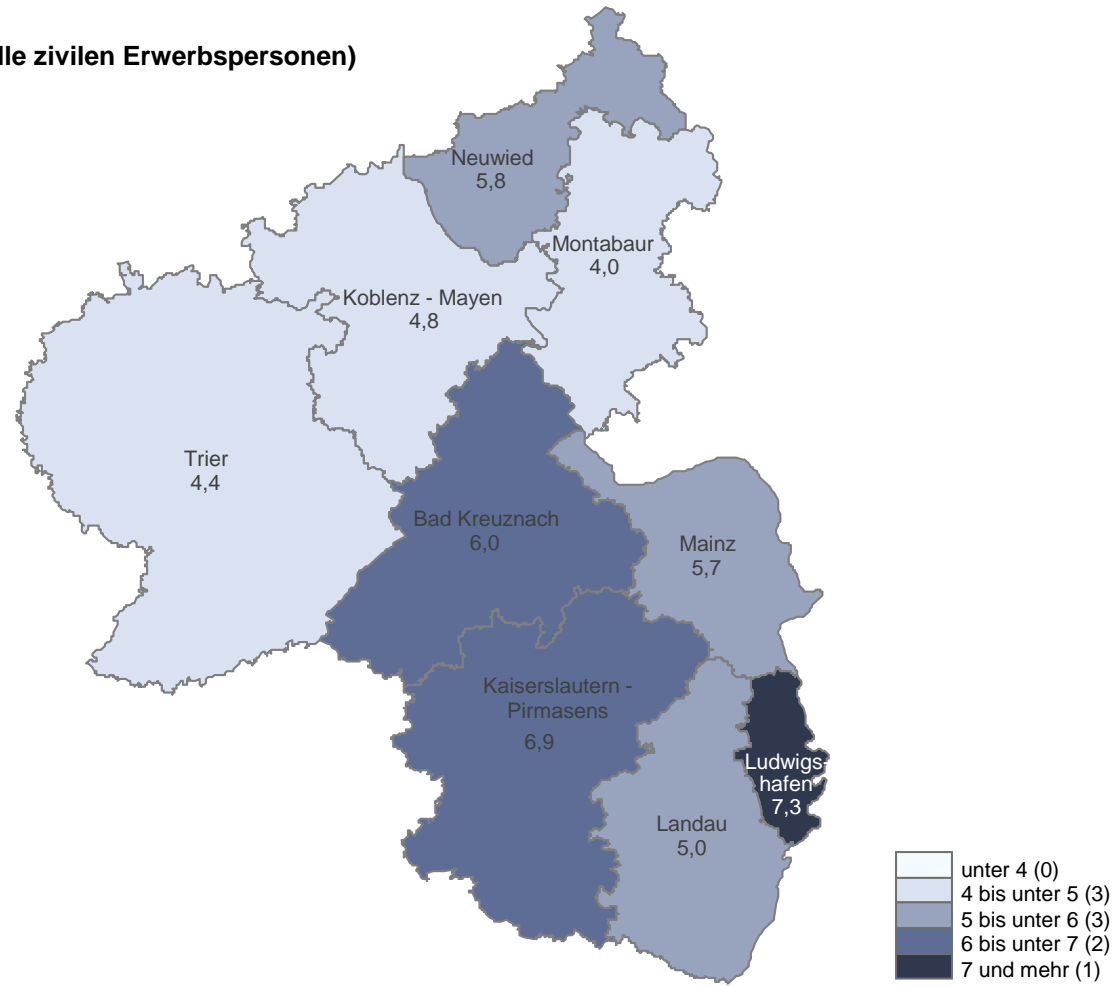 lle zivilen Erwerbspersonen)
Neuwied
5,8
Montabaur
4,0
Koblenz - Mayen
4,8
Trier
4,4
Bad Kreuznach
6,0
Mainz
5,7
Kaiserslautern -
Pirmasens
6,9
Ludwigs-
hafen
7,3
Landau
5,0
unter 4 (0)
4 bis unter 5 (3)
5 bis unter 6 (3)
6 bis unter 7 (2)
7 und mehr (1)